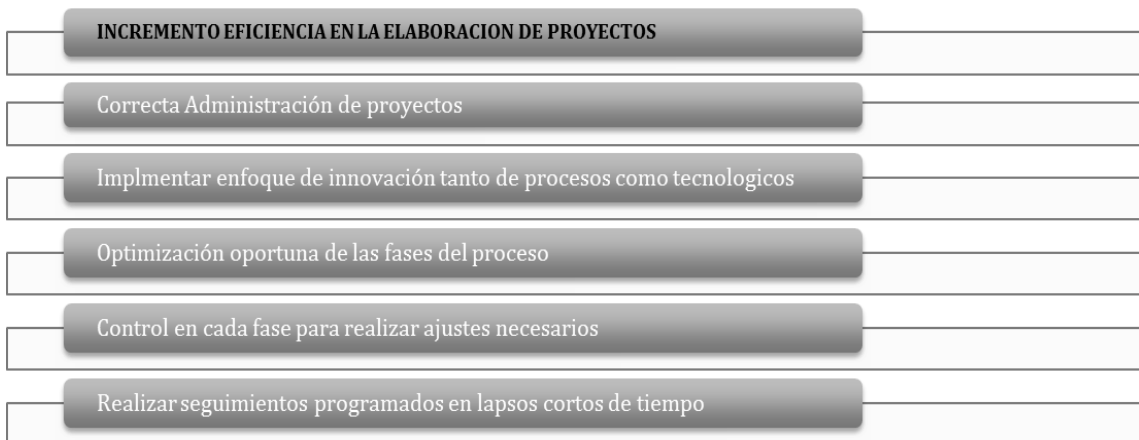 INCREMENTO EFICIENCIA EN LA ELABORACION DE PROYECTOS
Correcta Administración de proyectos
Implmentar enfoque de innovación tanto de procesos como tecnologicos
Optimización oportuna de las fases del proceso
Control en cada fase para realizar ajustes necesarios
Realizar seguimientos programados en lapsos cortos de tiempo